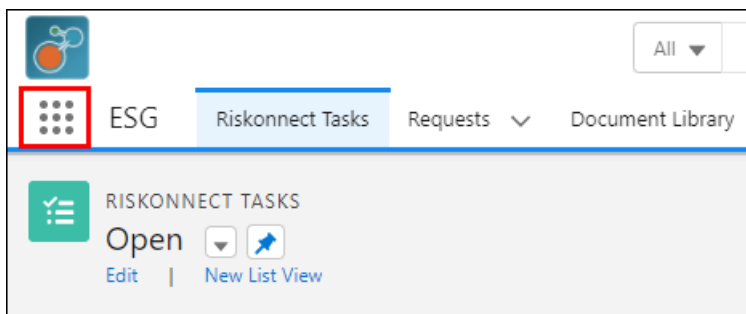 All
ESG Riskonnect Tasks Requests Document Library
RISKONNECT TASKS
Open
Edit | New List View